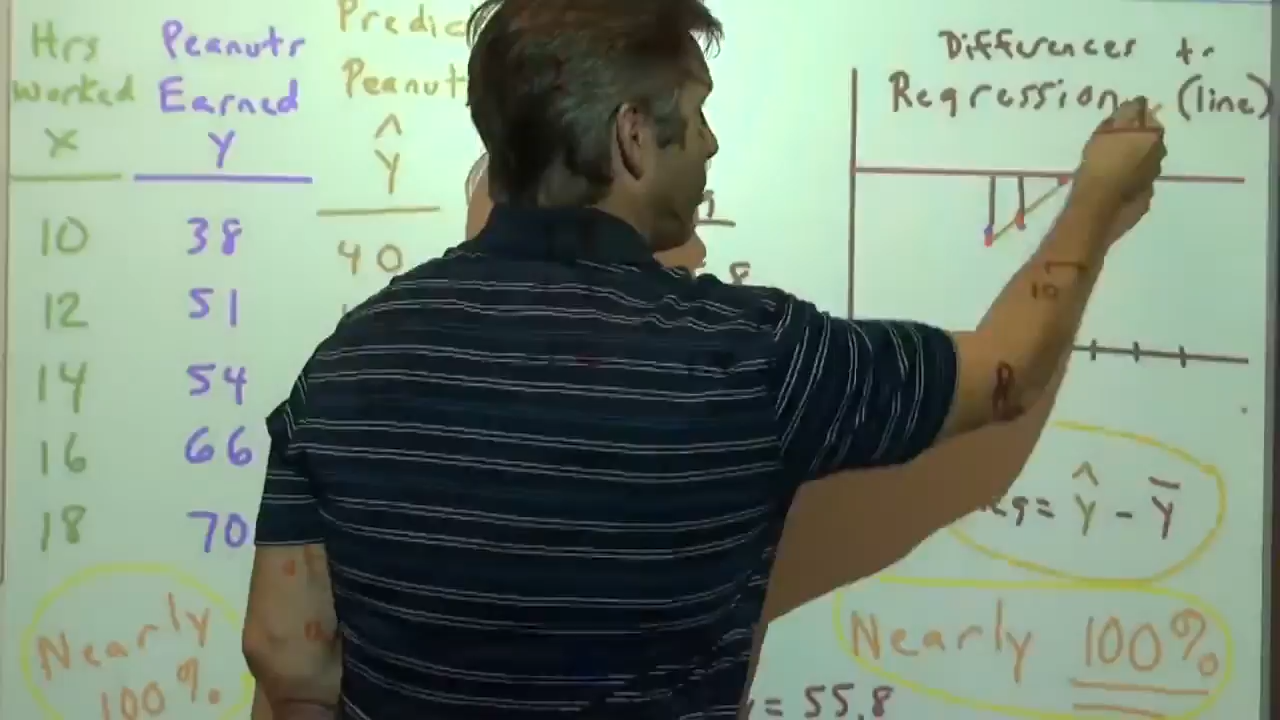 Hrs
worked
X
10
12
14
16
18
Peanuts
Earned
Y
38
51
54
66
70
Peanut
^
Y
40
Differences to
Regression (line)
10
8
= Ŷ - Ȳ
Nearly
100%
Nearly 100%
= 55.8